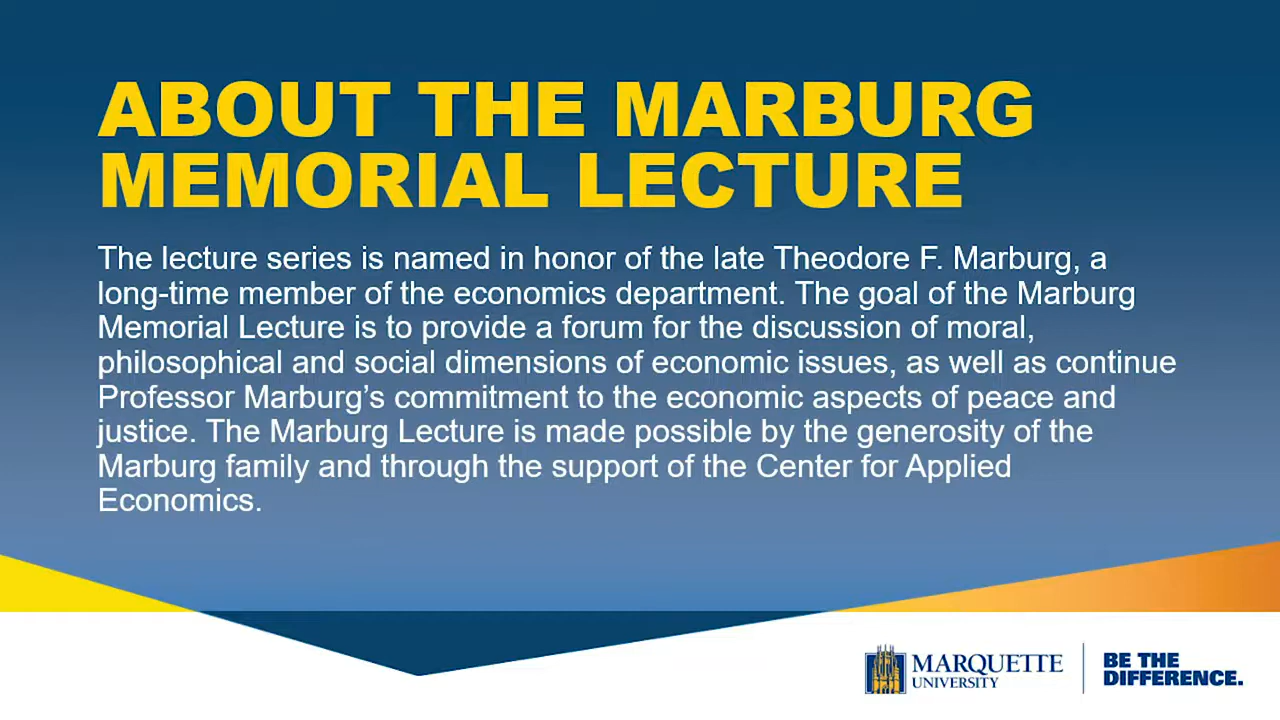 ABOUT THE MARBURG
MEMORIAL LECTURE
The lecture series is named in honor of the late Theodore F. Marburg, a
long-time member of the economics department. The goal of the Marburg
Memorial Lecture is to provide a forum for the discussion of moral,
philosophical and social dimensions of economic issues, as well as continue
Professor Marburg’s commitment to the economic aspects of peace and
justice. The Marburg Lecture is made possible by the generosity of the
Marburg family and through the support of the Center for Applied
Economics.
MARQUETTE
UNIVERSITY
BE THE
DIFFERENCE.